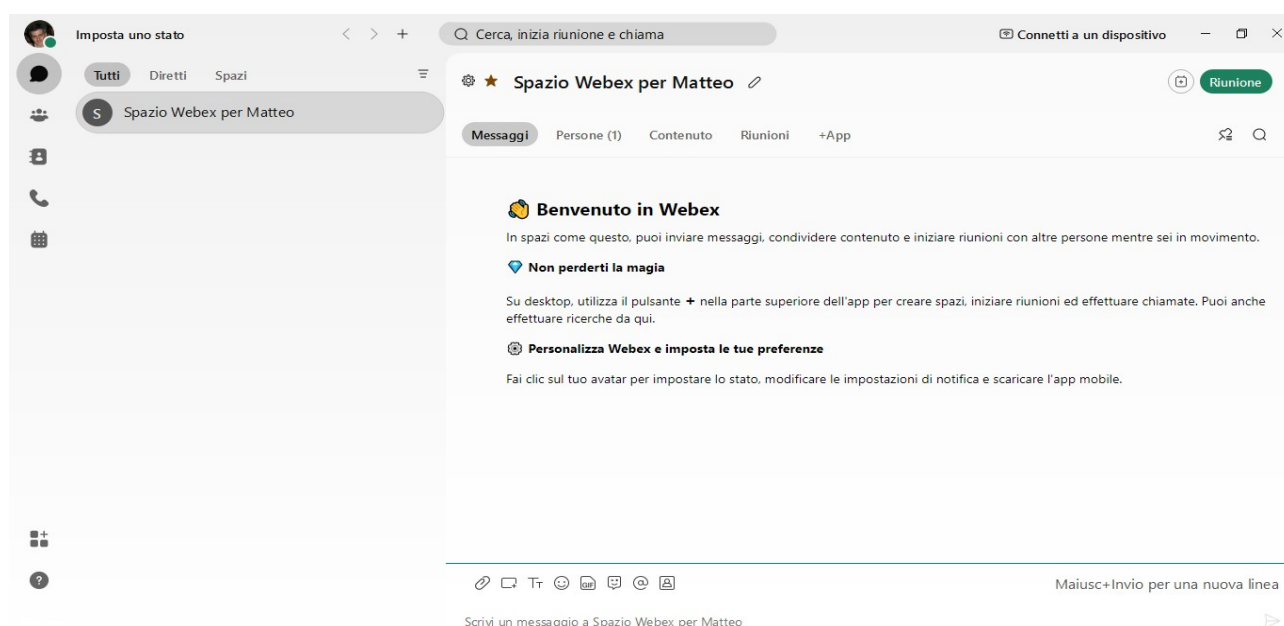 Imposta uno stato
Cerca, inizia riunione e chiama
Connetti a un dispositivo
Tutti Diretti Spazi
S Spazio Webex per Matteo
Spazio Webex per Matteo
Riunione
Messaggi Persone (1) Contenuto Riunioni +App
Benvenuto in Webex
In spazi come questo, puoi inviare messaggi, condividere contenuto e iniziare riunioni con altre persone mentre sei in movimento.
Non perderti la magia
Su desktop, utilizza il pulsante + nella parte superiore dell'app per creare spazi, iniziare riunioni ed effettuare chiamate. Puoi anche
effettuare ricerche da qui.
Personalizza Webex e imposta le tue preferenze
Fai clic sul tuo avatar per impostare lo stato, modificare le impostazioni di notifica e scaricare l'app mobile.
GIF
Maiusc+Invio per una nuova linea
Scrivi un messaggio a Spazio Webex per Matteo